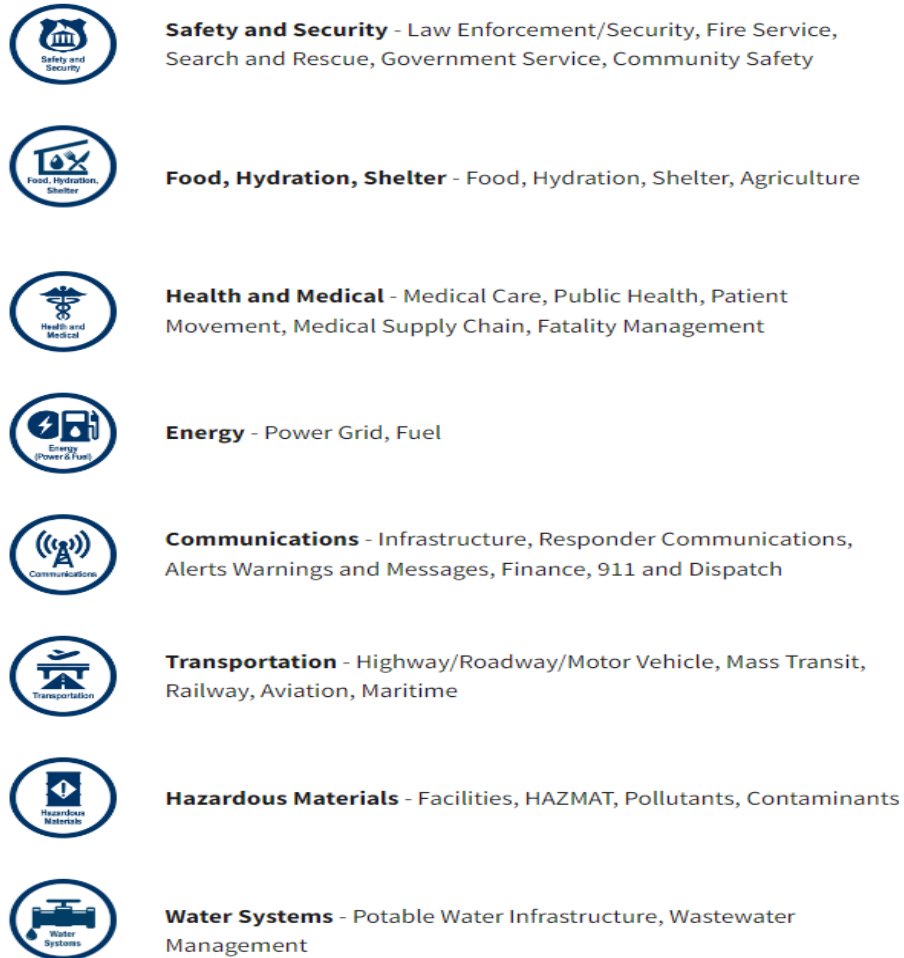 Safety and
Security
Safety and Security - Law Enforcement/Security, Fire Service,
Search and Rescue, Government Service, Community Safety
Food, Hydration,
Shelter
Food, Hydration, Shelter - Food, Hydration, Shelter, Agriculture
Health and
Medical
Health and Medical - Medical Care, Public Health, Patient
Movement, Medical Supply Chain, Fatality Management
Energy
(Power & Fuel)
Energy - Power Grid, Fuel
Communications
Communications - Infrastructure, Responder Communications,
Alerts Warnings and Messages, Finance, 911 and Dispatch
Transportation
Transportation - Highway/Roadway/Motor Vehicle, Mass Transit,
Railway, Aviation, Maritime
Hazardous
Materials
Hazardous Materials - Facilities, HAZMAT, Pollutants, Contaminants
Water
Systems
Water Systems - Potable Water Infrastructure, Wastewater
Management